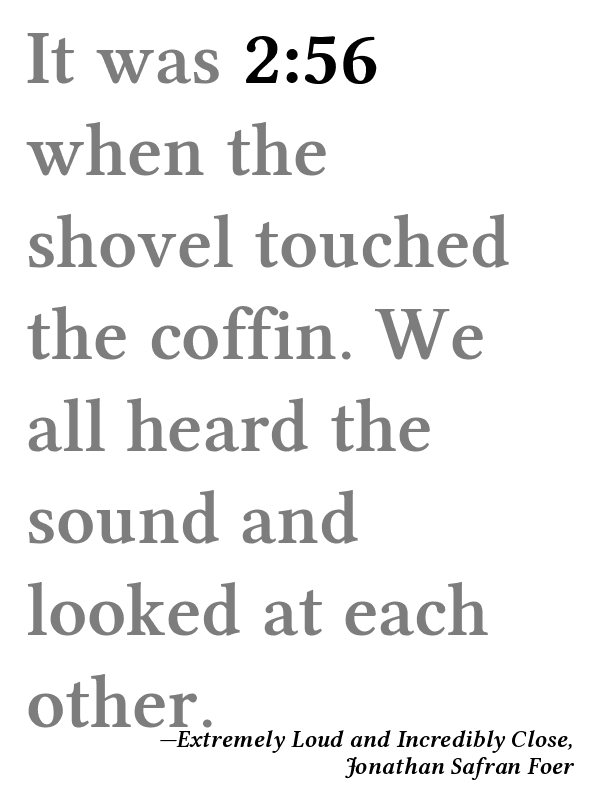 It was 2:56
when the
shovel touched
the coffin. We
all heard the
sound and
looked at each
other.
—Extremely Loud and Incredibly Close,
Jonathan Safran Foer